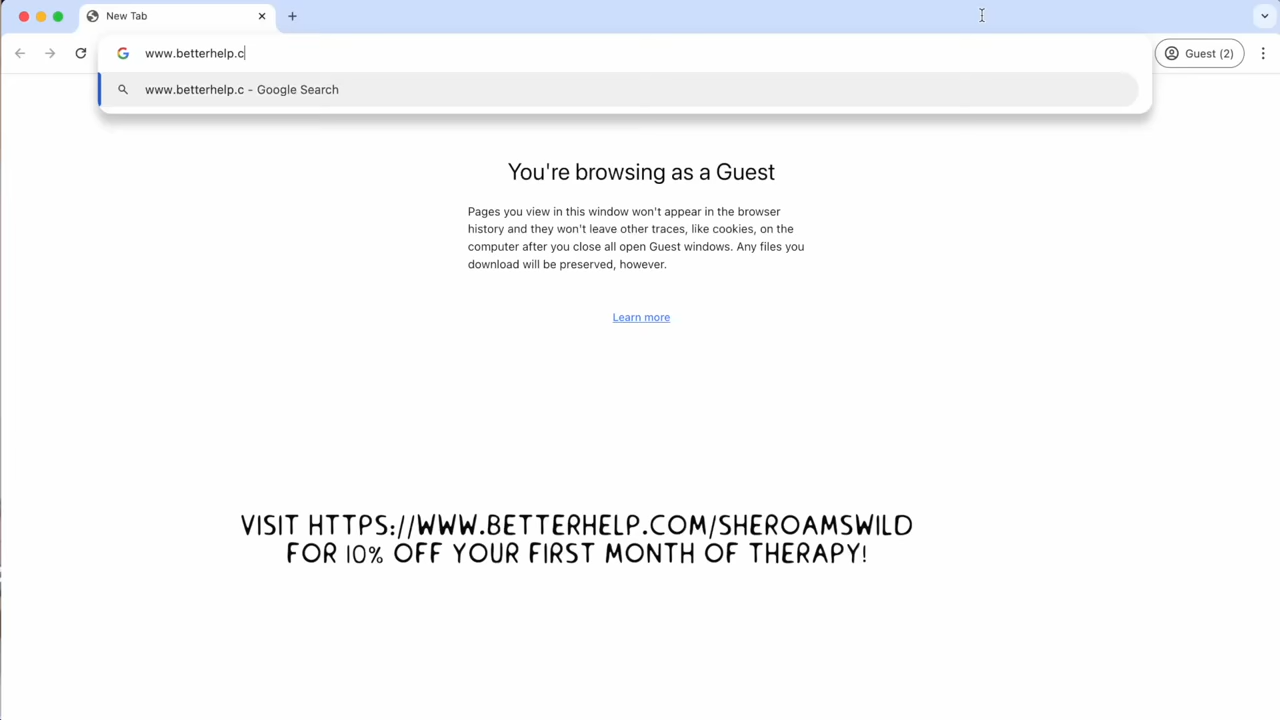 New Tab
www.betterhelp.c
Guest (2)
www.betterhelp.c - Google Search
You're browsing as a Guest
Pages you view in this window won't appear in the browser
history and they won't leave other traces, like cookies, on the
computer after you close all open Guest windows. Any files you
download will be preserved, however.
Learn more
VISIT HTTPS://WWW.BETTERHELP.COM/SHEROAMSWILD
FOR 10% OFF YOUR FIRST MONTH OF THERAPY!